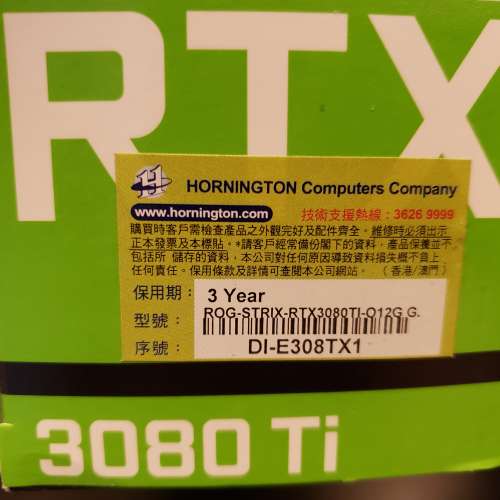 RTX
HORNINGTON Computers Company
www.hornington.com 技術支援熱線：3626 9999
購買時客戶需檢查產品之外觀完好及配件齊全。維修時必須出示
正本發票及本標貼。*請客戶經常備份閣下的資料，產品保養並不
包括所 儲存的資料，本公司對任何原因導致資料損失概不負上
任何責任。保用條款及詳情可查閱本公司網站。 （香港/澳門）
保用期： 3 Year
型號： ROG-STRIX-RTX3080TI-O12G G.
序號： DI-E308TX1
3080 Ti